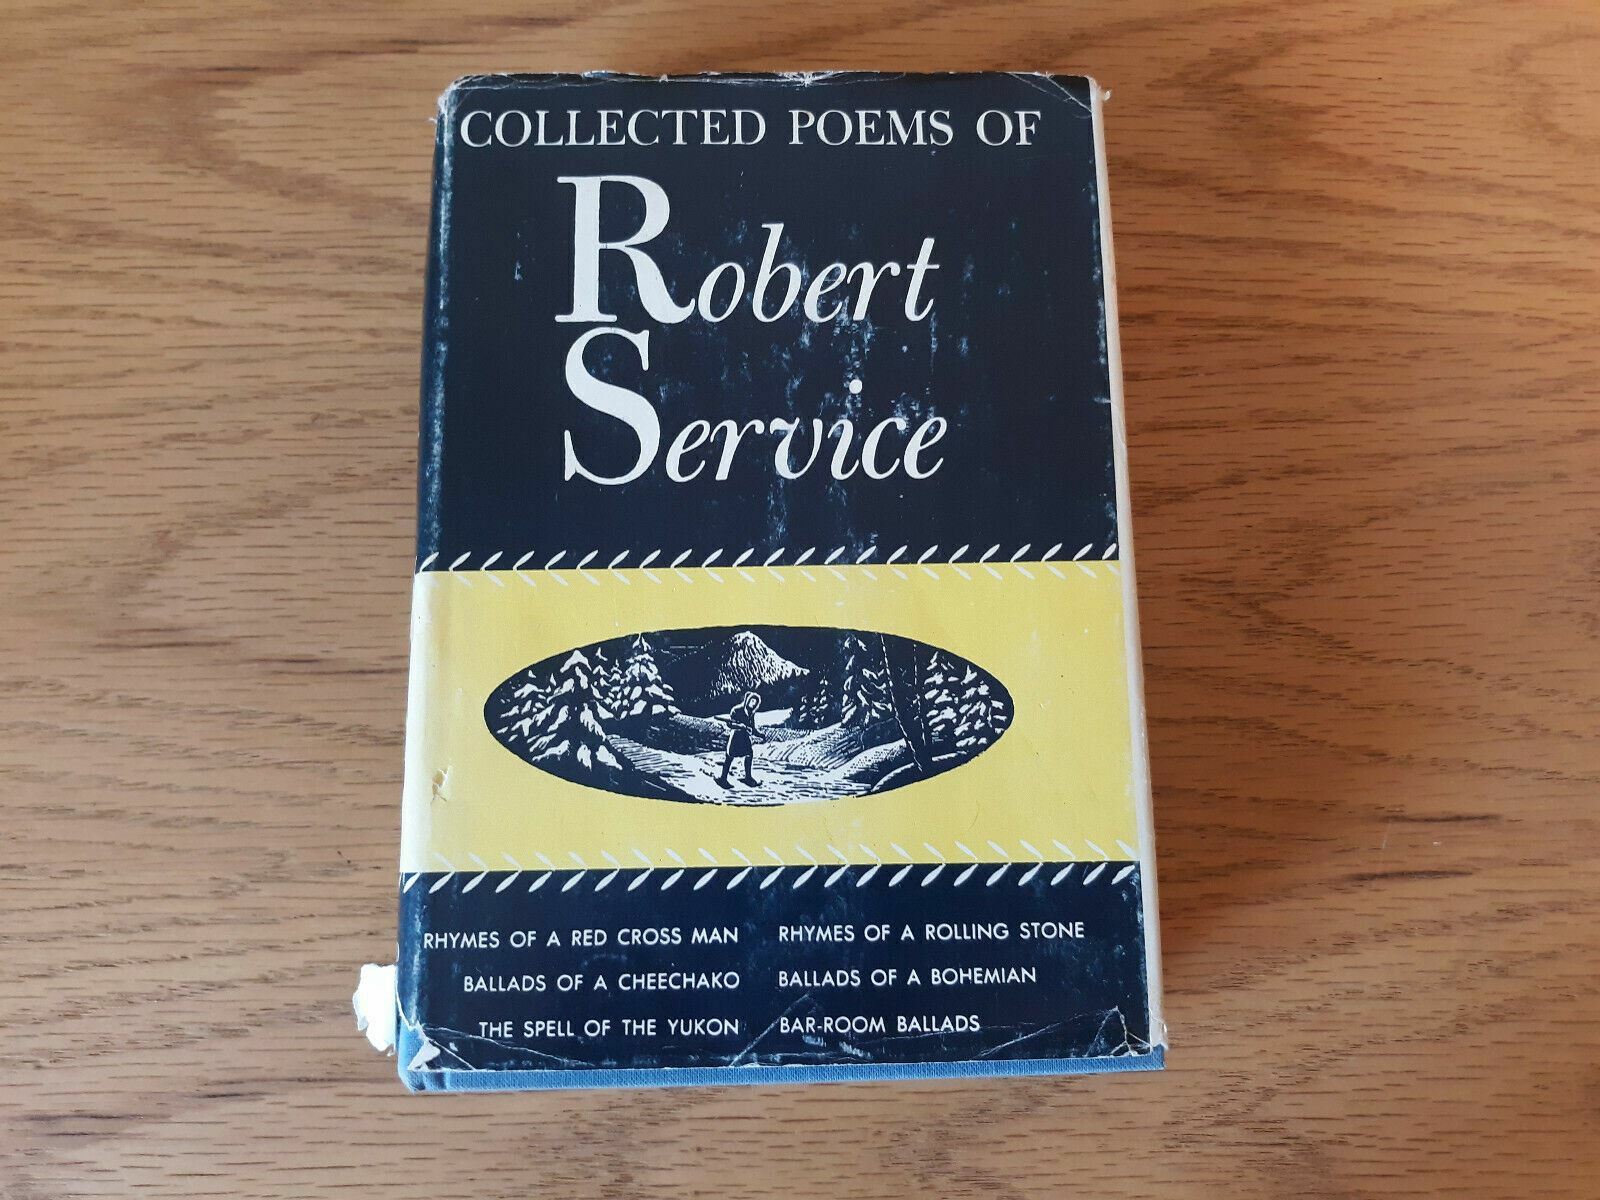 COLLECTED POEMS OF
Robert
Service
RHYMES OF A RED CROSS MAN
BALLADS OF A CHEECHAKO
THE SPELL OF THE YUKON
RHYMES OF A ROLLING STONE
BALLADS OF A BOHEMIAN
BAR-ROOM BALLADS